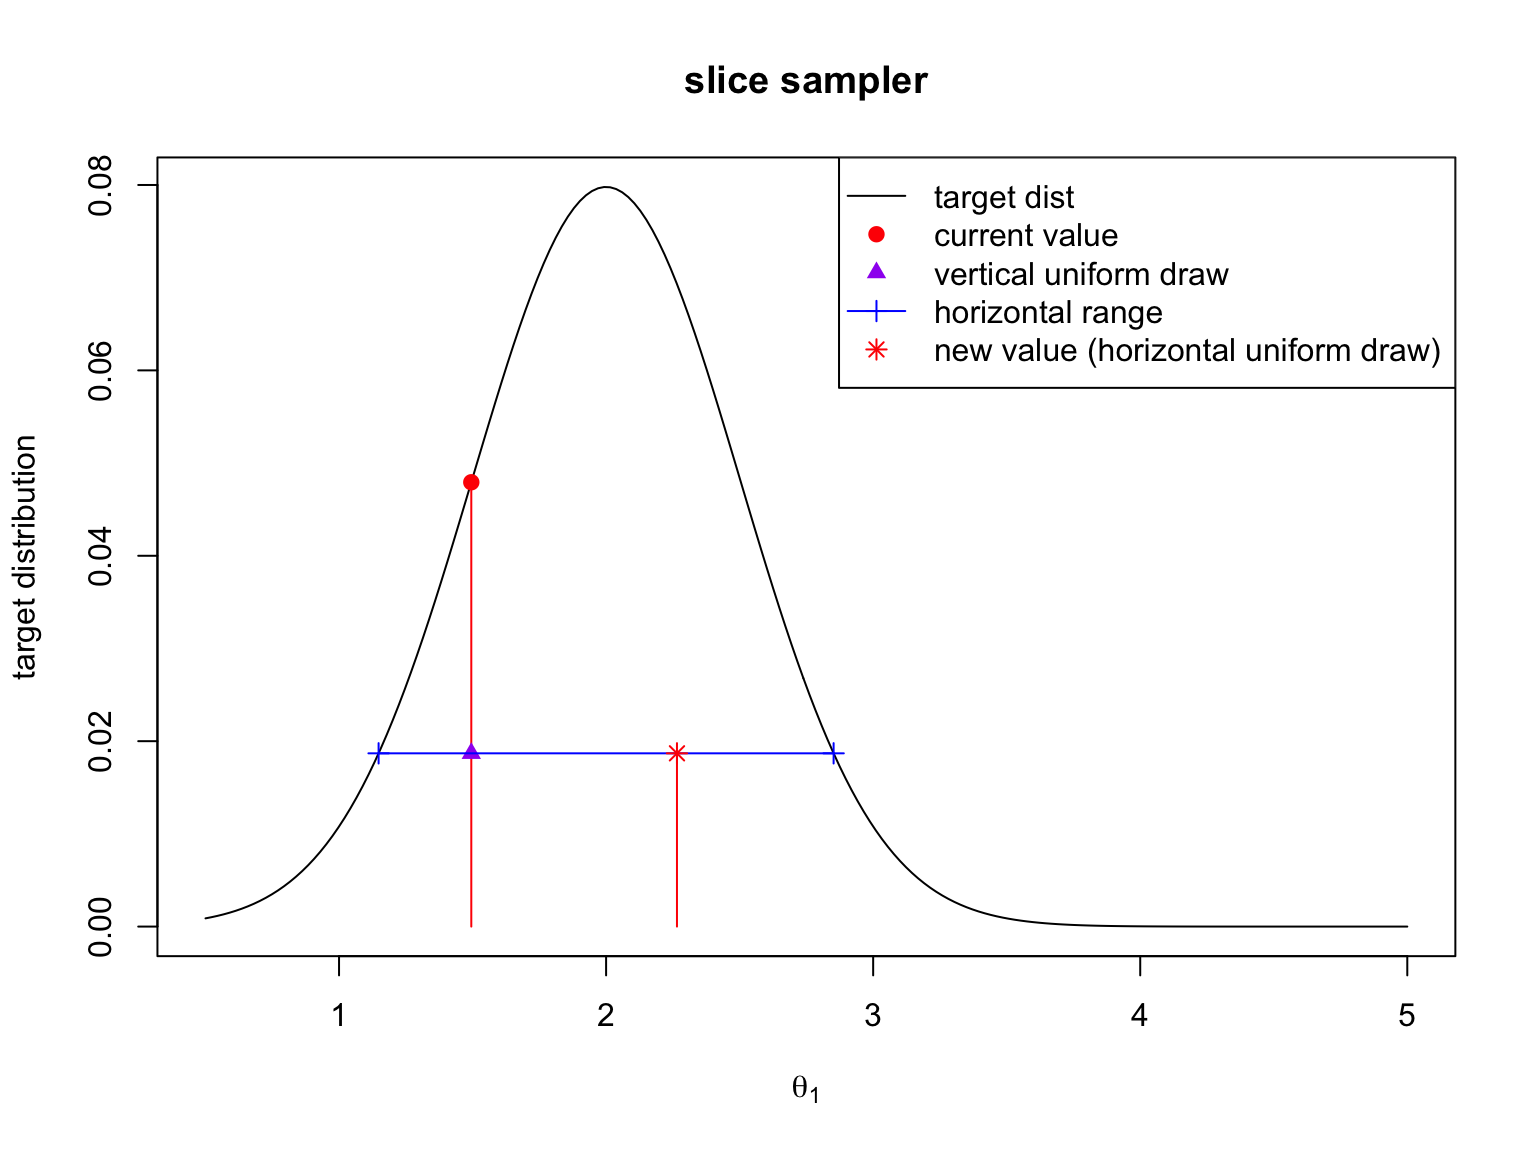 slice sampler
target dist
current value
vertical uniform draw
horizontal range
new value (horizontal uniform draw)
target distribution
0.08
0.06
0.04
0.02
0.00
1 2 3 4 5
θ₁